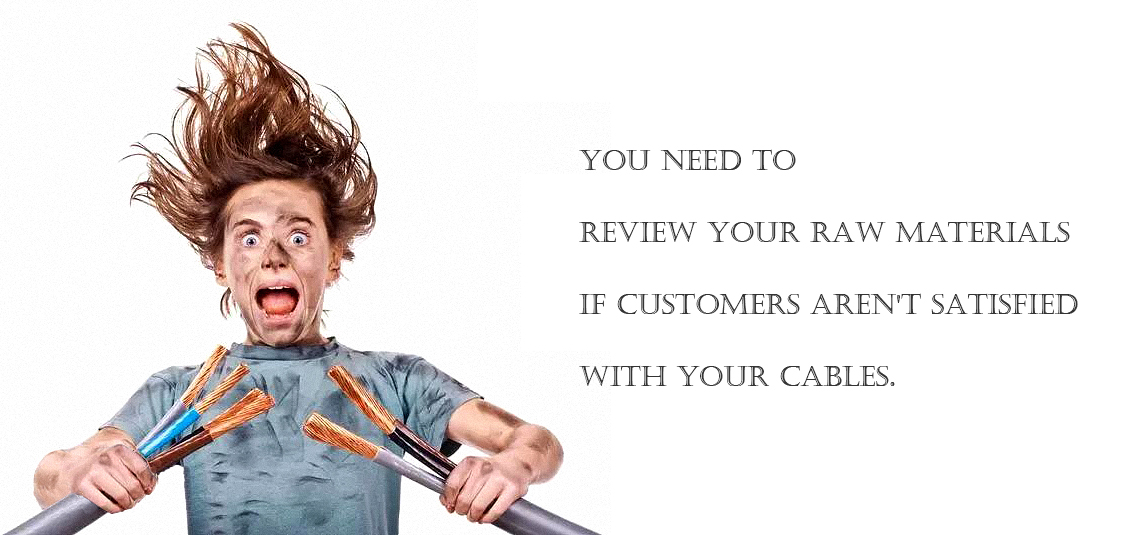 YOU NEED TO
REVIEW YOUR RAW MATERIALS
IF CUSTOMERS AREN'T SATISFIED
WITH YOUR CABLES.